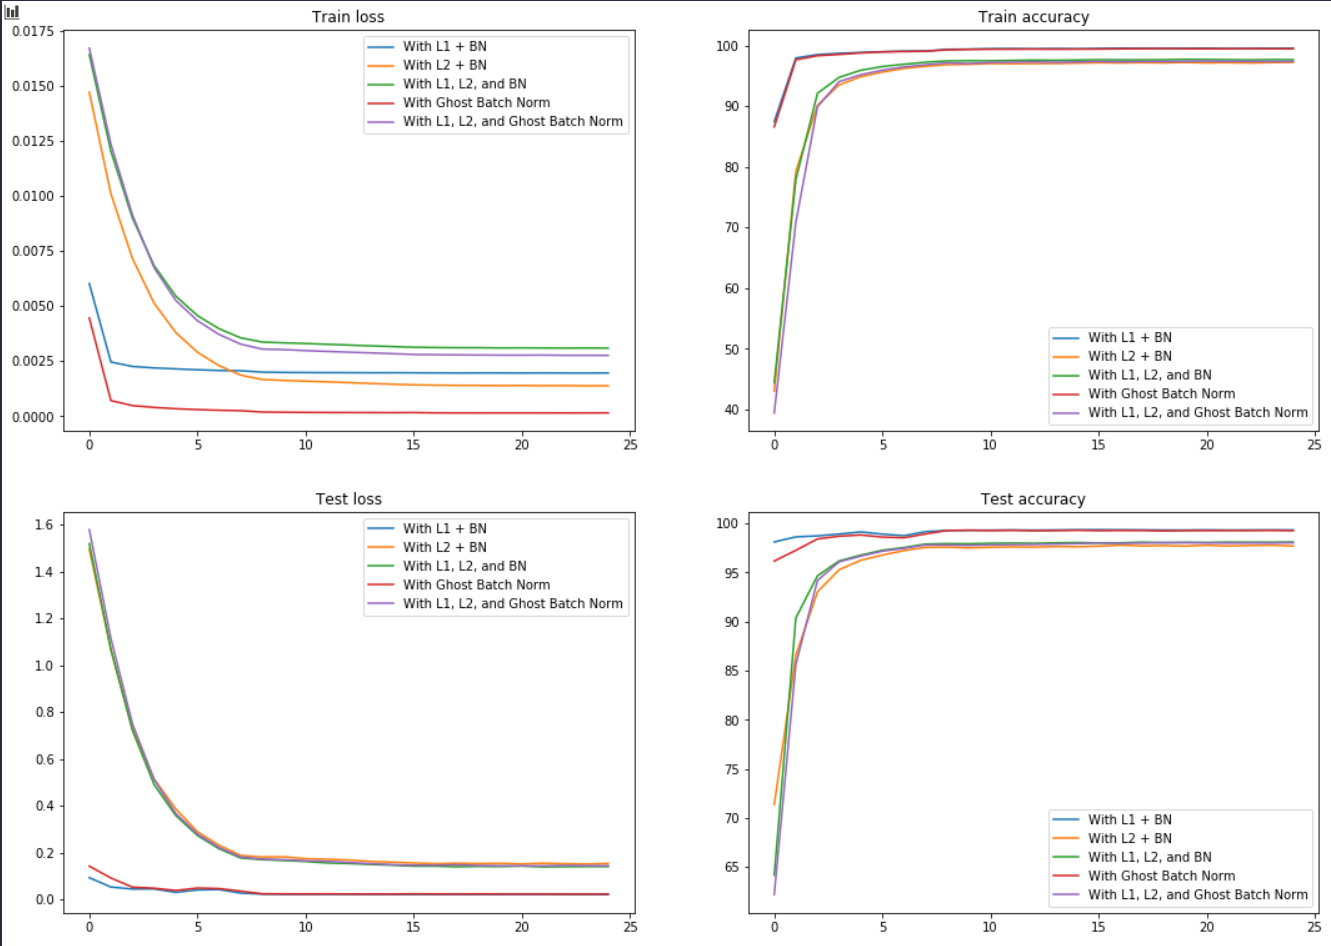 Train loss
0.0175
0.0150
0.0125
0.0100
0.0075
0.0050
0.0025
0.0000
With L1 + BN
With L2 + BN
With L1, L2, and BN
With Ghost Batch Norm
With L1, L2, and Ghost Batch Norm
0 5 10 15 20 25
Train accuracy
100
90
80
70
60
50
40
With L1 + BN
With L2 + BN
With L1, L2, and BN
With Ghost Batch Norm
With L1, L2, and Ghost Batch Norm
0 5 10 15 20 25
Test loss
1.6
1.4
1.2
1.0
0.8
0.6
0.4
0.2
0.0
With L1 + BN
With L2 + BN
With L1, L2, and BN
With Ghost Batch Norm
With L1, L2, and Ghost Batch Norm
0 5 10 15 20 25
Test accuracy
100
95
90
85
80
75
70
65
With L1 + BN
With L2 + BN
With L1, L2, and BN
With Ghost Batch Norm
With L1, L2, and Ghost Batch Norm
0 5 10 15 20 25